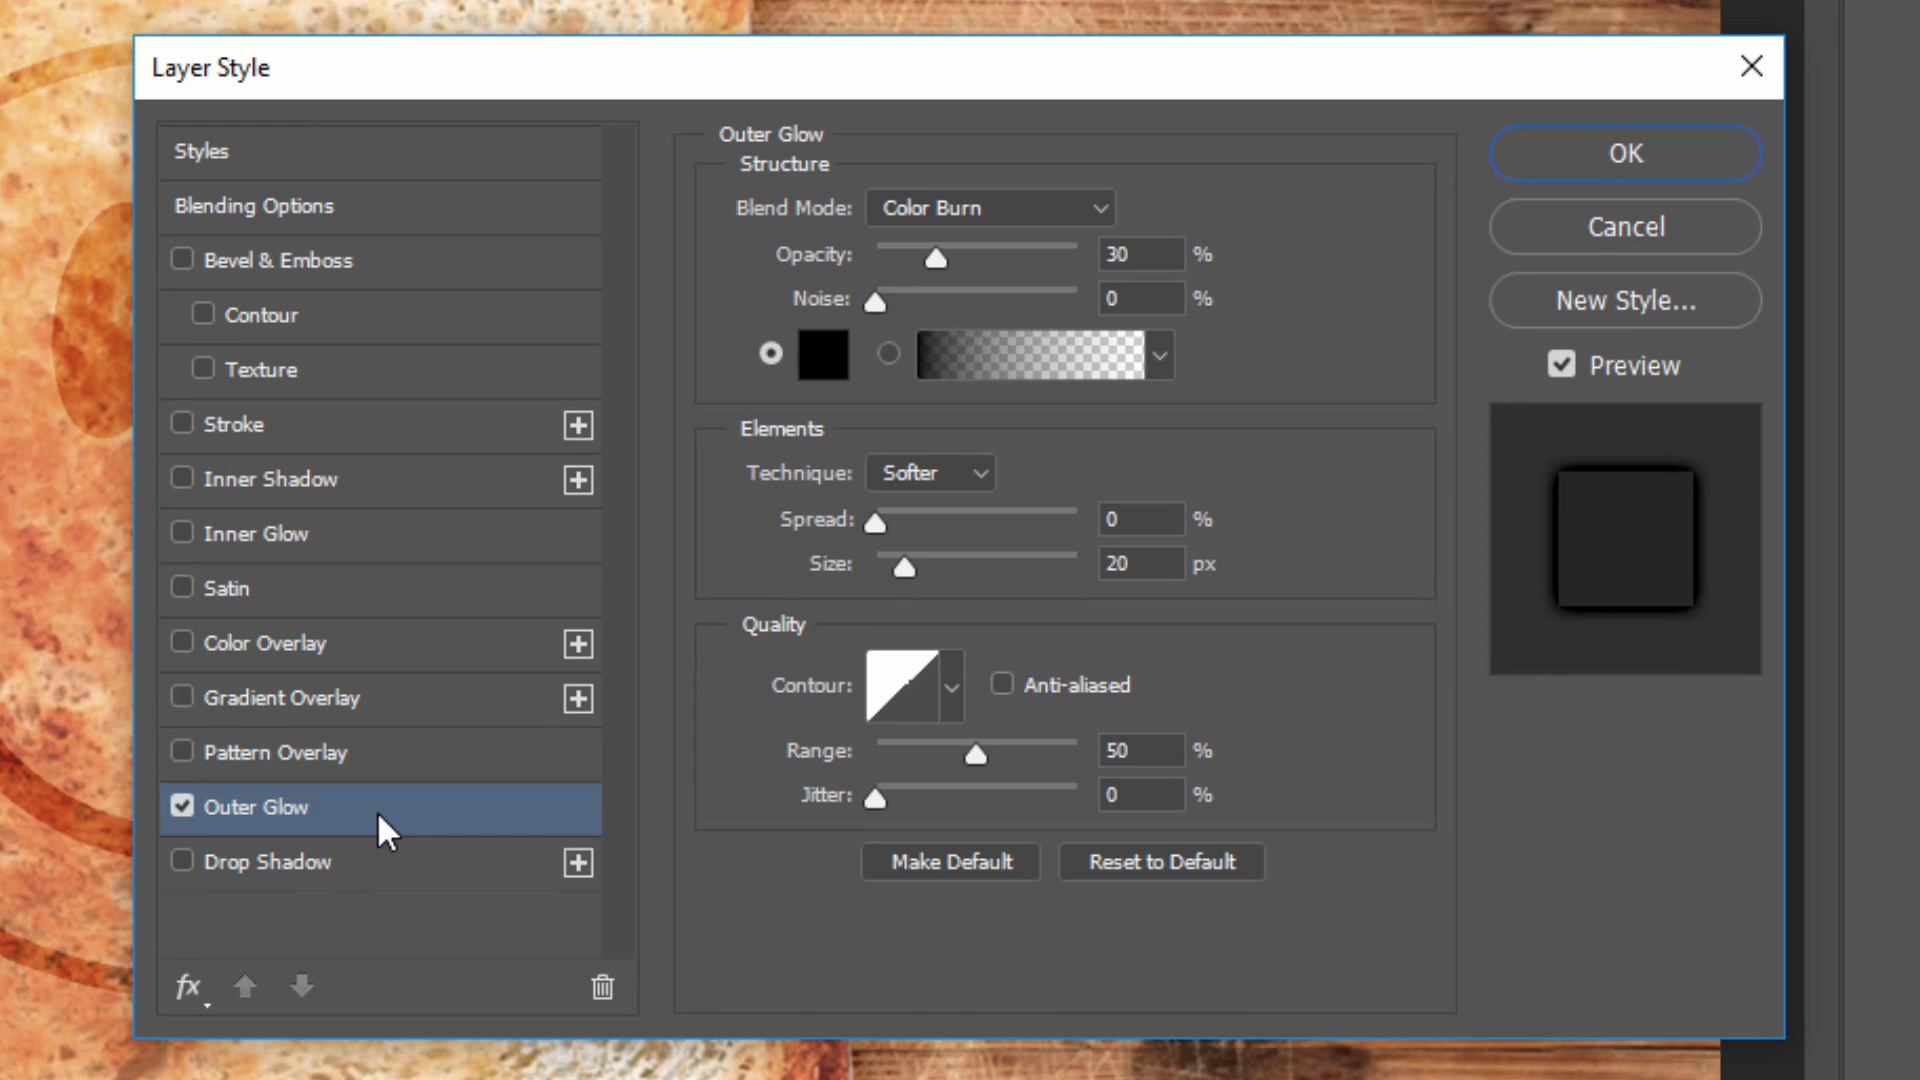 Layer Style
Styles
Blending Options
Bevel & Emboss
Contour
Texture
Stroke
Inner Shadow
Inner Glow
Satin
Color Overlay
Gradient Overlay
Pattern Overlay
Outer Glow
Drop Shadow
fx
Outer Glow
Structure
Blend Mode: Color Burn
Opacity: 30 %
Noise: 0 %
Elements
Technique: Softer
Spread: 0 %
Size: 20 px
Quality
Contour: Anti-aliased
Range: 50 %
Jitter: 0 %
Make Default Reset to Default
OK
Cancel
New Style...
Preview